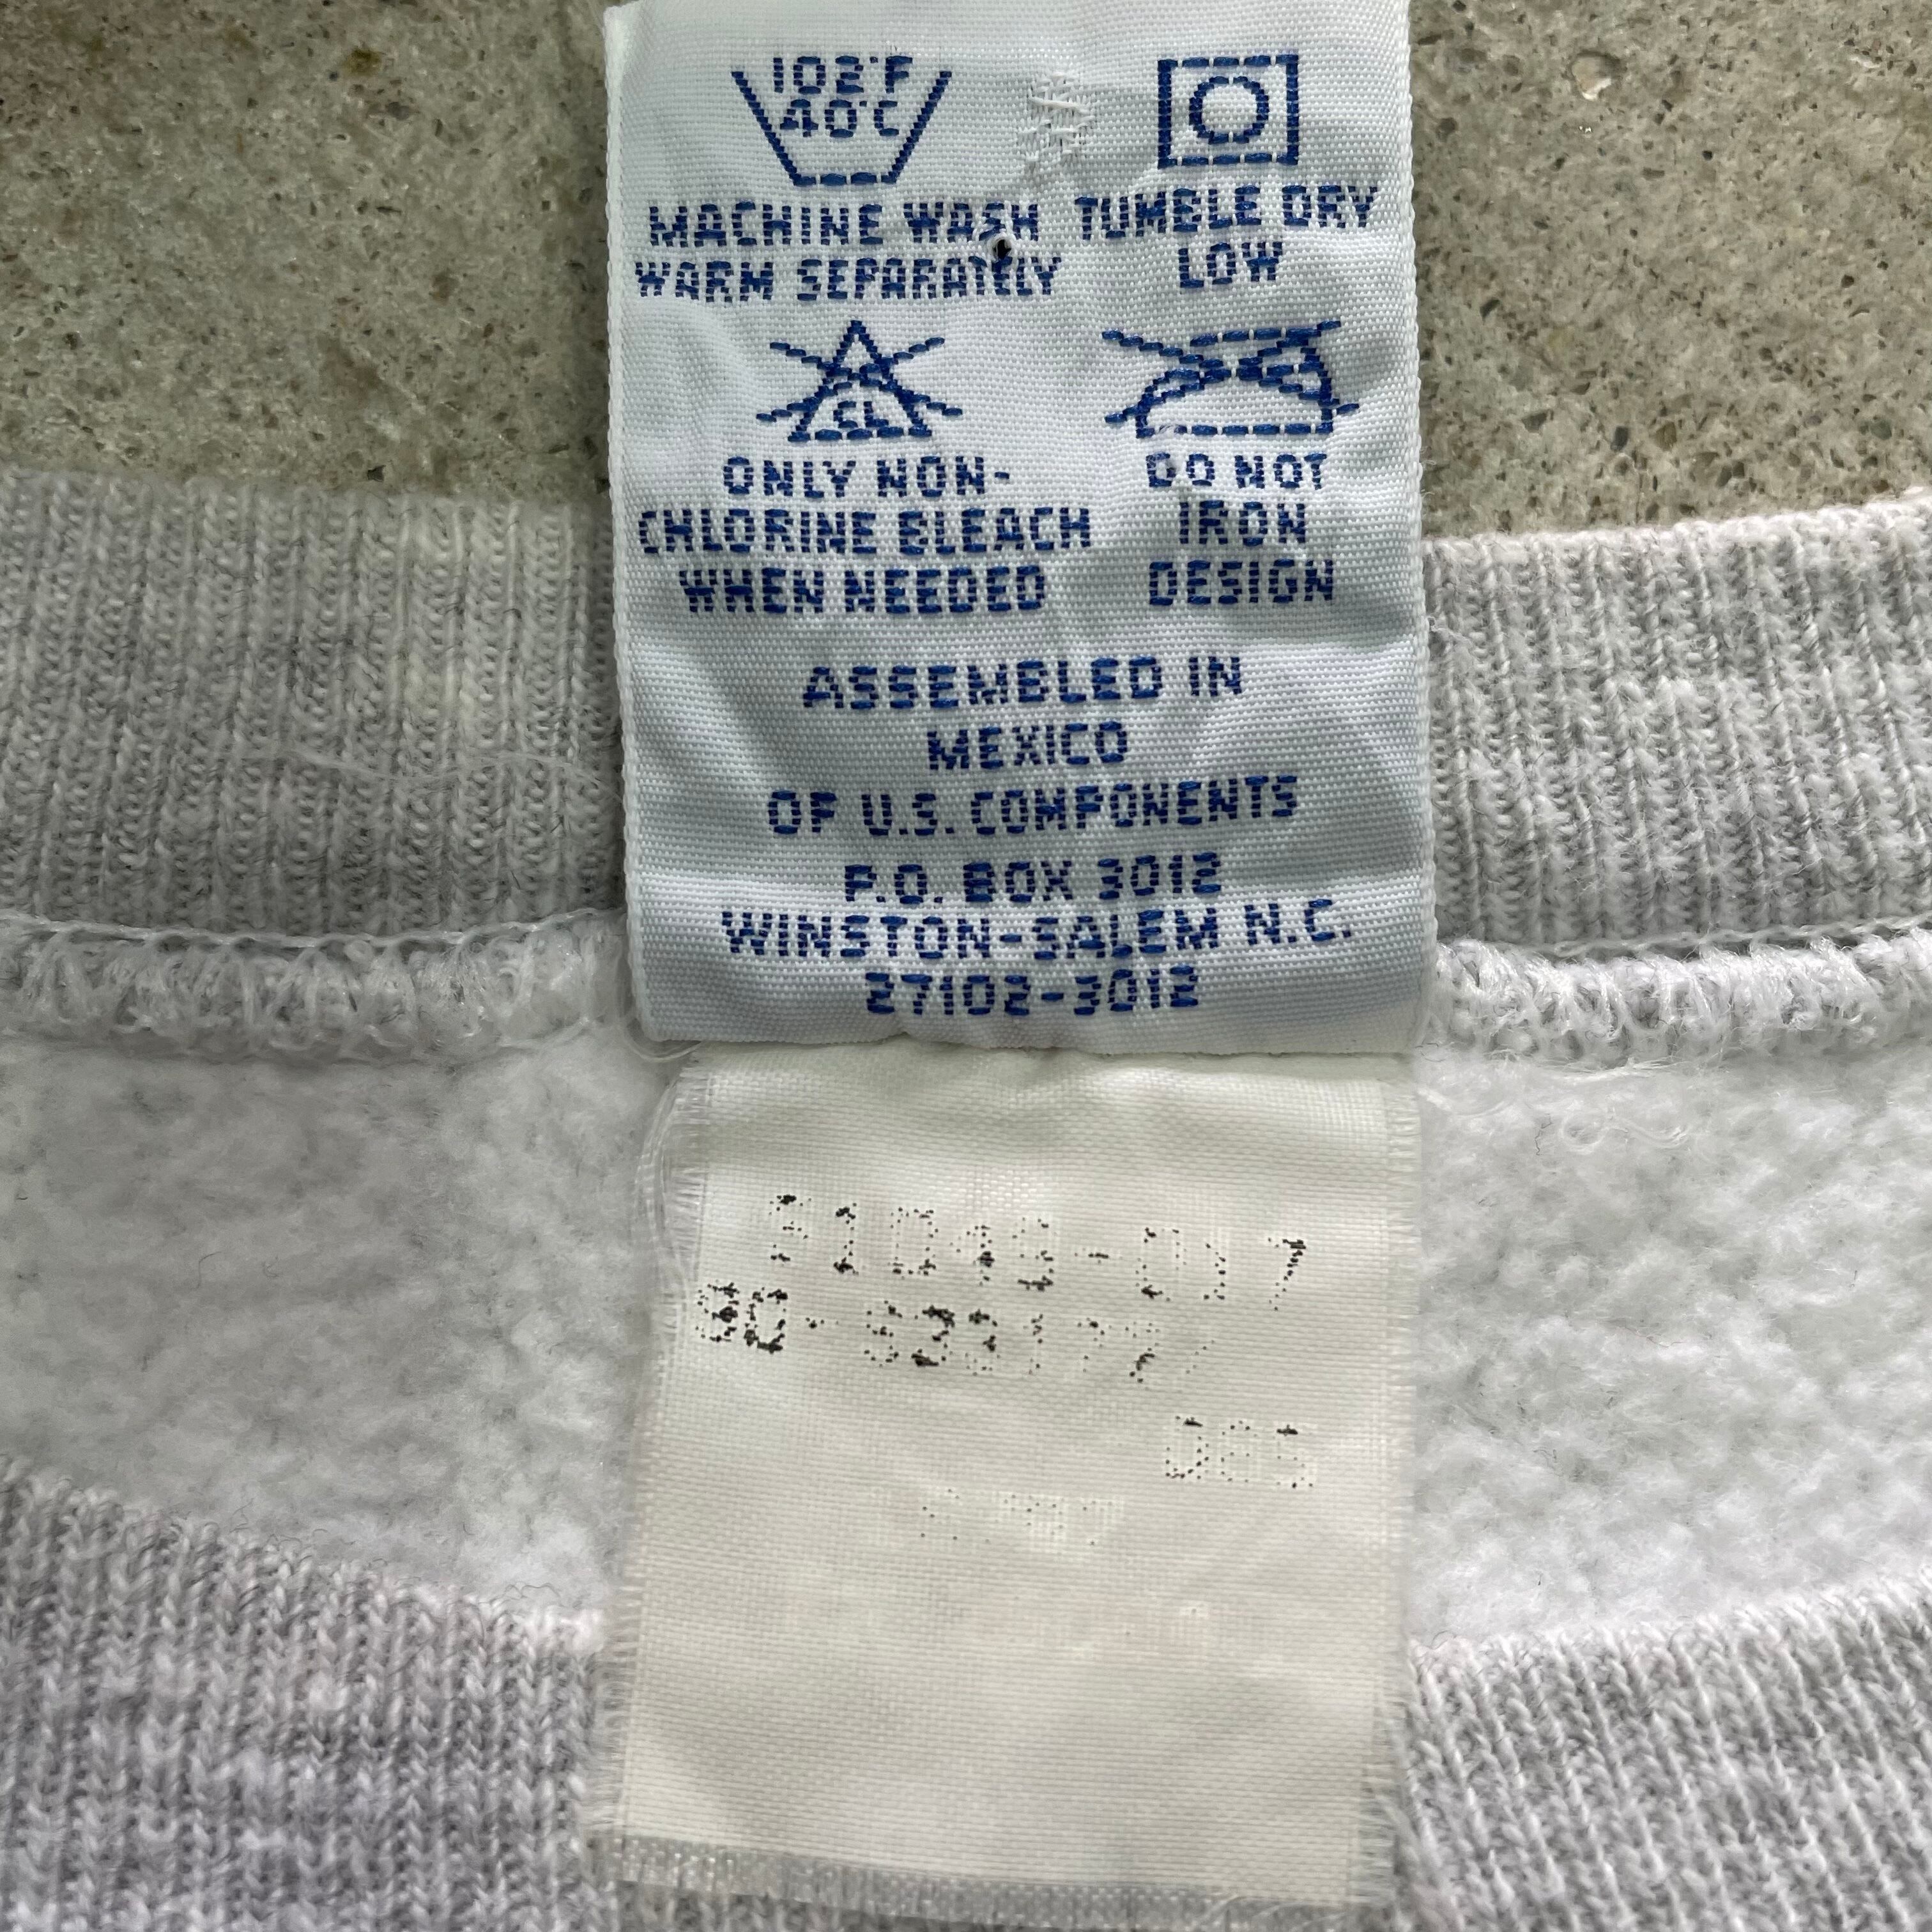 102°F
40°C
MACHINE WASH
WARM SEPARATELY
TUMBLE DRY
LOW
CL
ONLY NON-
CHLORINE BLEACH
WHEN NEEDED
DO NOT
IRON
DESIGN
ASSEMBLED IN
MEXICO
OF U.S. COMPONENTS
P.O. BOX 3012
WINSTON-SALEM N.C.
27102-3012